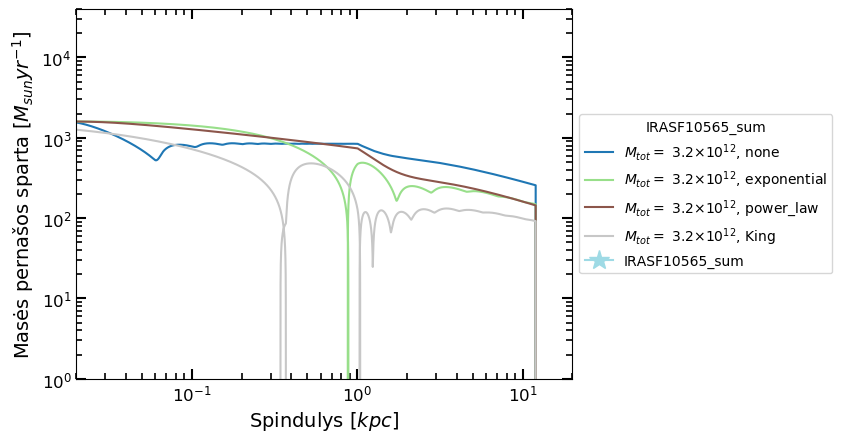 Masės pernašos sparta [M_{sun}yr^{-1}]
10^4
10^3
10^2
10^1
10^0
10^{-1}
10^0
10^1
Spindulys [kpc]
IRASF10565_sum
M_{tot} = 3.2×10^{12}, none
M_{tot} = 3.2×10^{12}, exponential
M_{tot} = 3.2×10^{12}, power_law
M_{tot} = 3.2×10^{12}, King
IRASF10565_sum